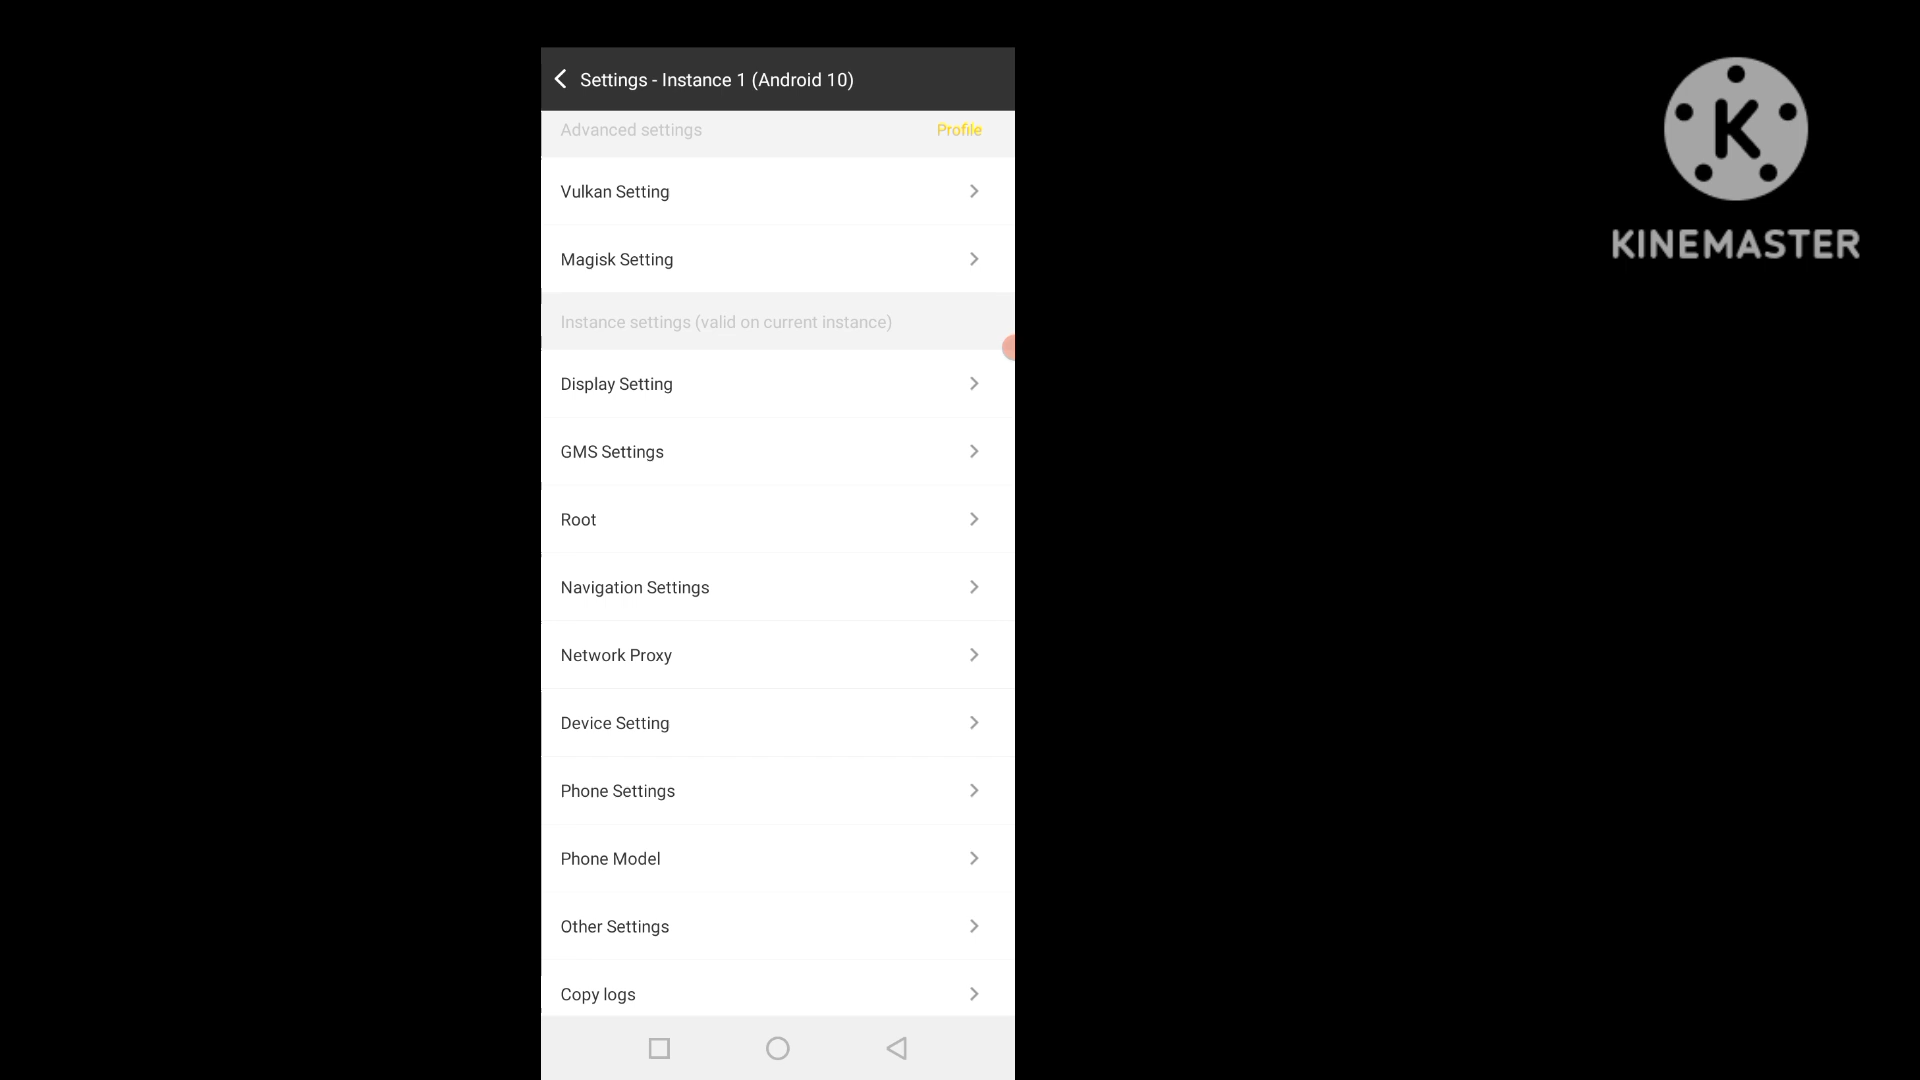 Settings - Instance 1 (Android 10)
Advanced settings Profile
Vulkan Setting
Magisk Setting
Instance settings (valid on current instance)
Display Setting
GMS Settings
Root
Navigation Settings
Network Proxy
Device Setting
Phone Settings
Phone Model
Other Settings
Copy logs
K
KINEMASTER